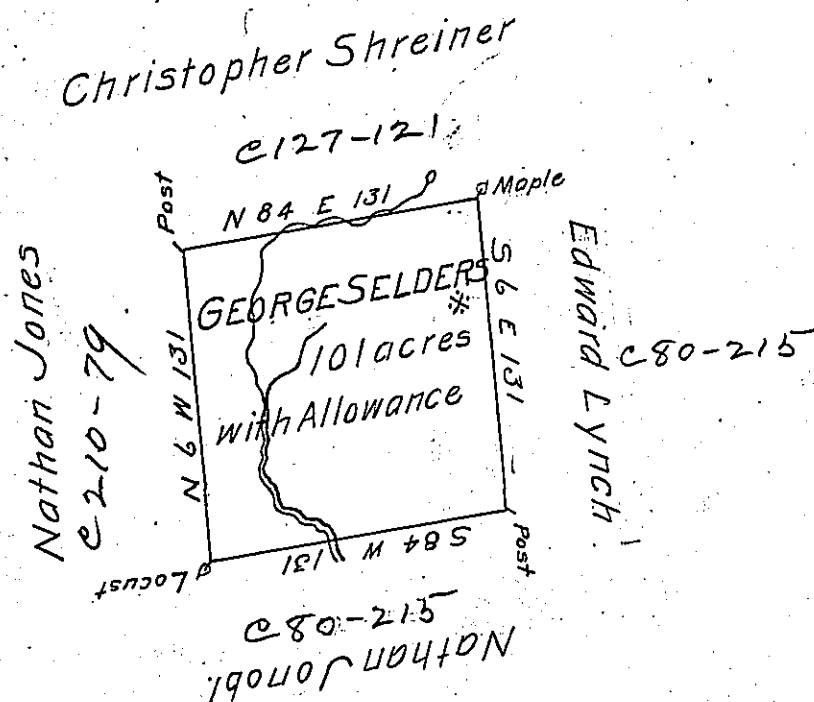 Christopher Shreiner
C127-121
Post
N 84 E 131
Maple
Nathan Jones
C210-79
N 6 W 131
GEORGE SELDERS
※
101 acres
with Allowance
S 6 E 131
Edward Lynch
C80-215
Locust
S 84 W 131
Post
C80-215
Nathan Jonobl.